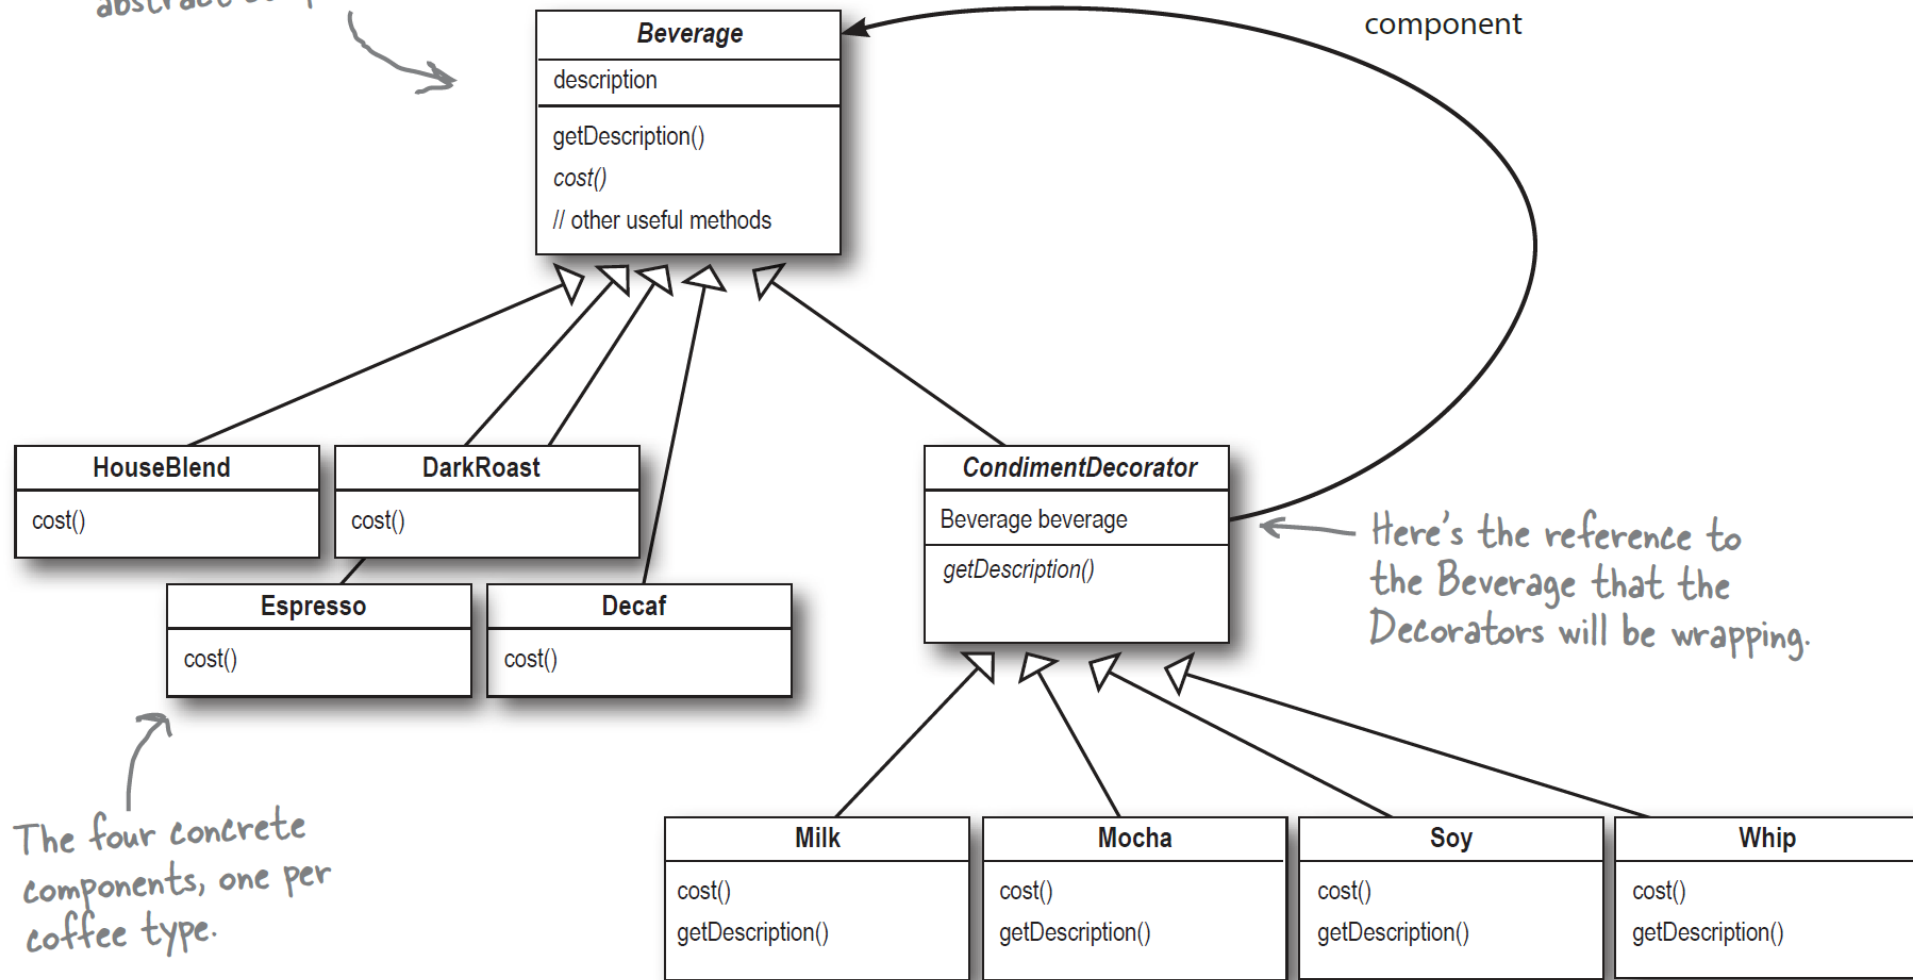 abstract
component
Beverage
description
getDescription()
cost()
// other useful methods
HouseBlend
cost()
DarkRoast
cost()
Espresso
cost()
Decaf
cost()
CondimentDecorator
Beverage beverage
getDescription()
Here's the reference to
the Beverage that the
Decorators will be wrapping.
The four concrete
components, one per
coffee type.
Milk
cost()
getDescription()
Mocha
cost()
getDescription()
Soy
cost()
getDescription()
Whip
cost()
getDescription()